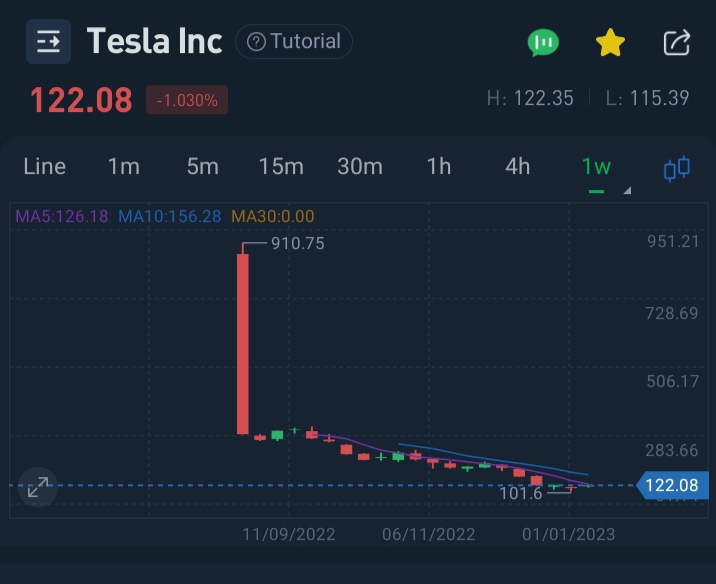 Tesla Inc ? Tutorial
122.08 -1.030% H: 122.35 L: 115.39
Line 1m 5m 15m 30m 1h 4h 1w
MA5:126.18 MA10:156.28 MA30:0.00
951.21
910.75
728.69
506.17
283.66
122.08
101.6
11/09/2022 06/11/2022 01/01/2023